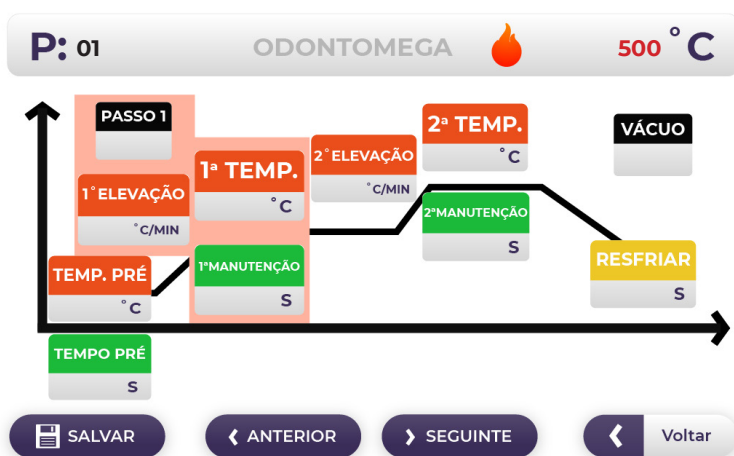 P: 01
ODONTOMEGA
500 °C
PASSO 1
1°ELEVAÇÃO
°C/MIN
1ª TEMP.
°C
2°ELEVAÇÃO
°C/MIN
2ª TEMP.
°C
VÁCUO
TEMP. PRÉ
°C
1ªMANUTENÇÃO
S
2ªMANUTENÇÃO
S
RESFRIAR
S
TEMPO PRÉ
S
SALVAR
ANTERIOR
SEGUINTE
Voltar